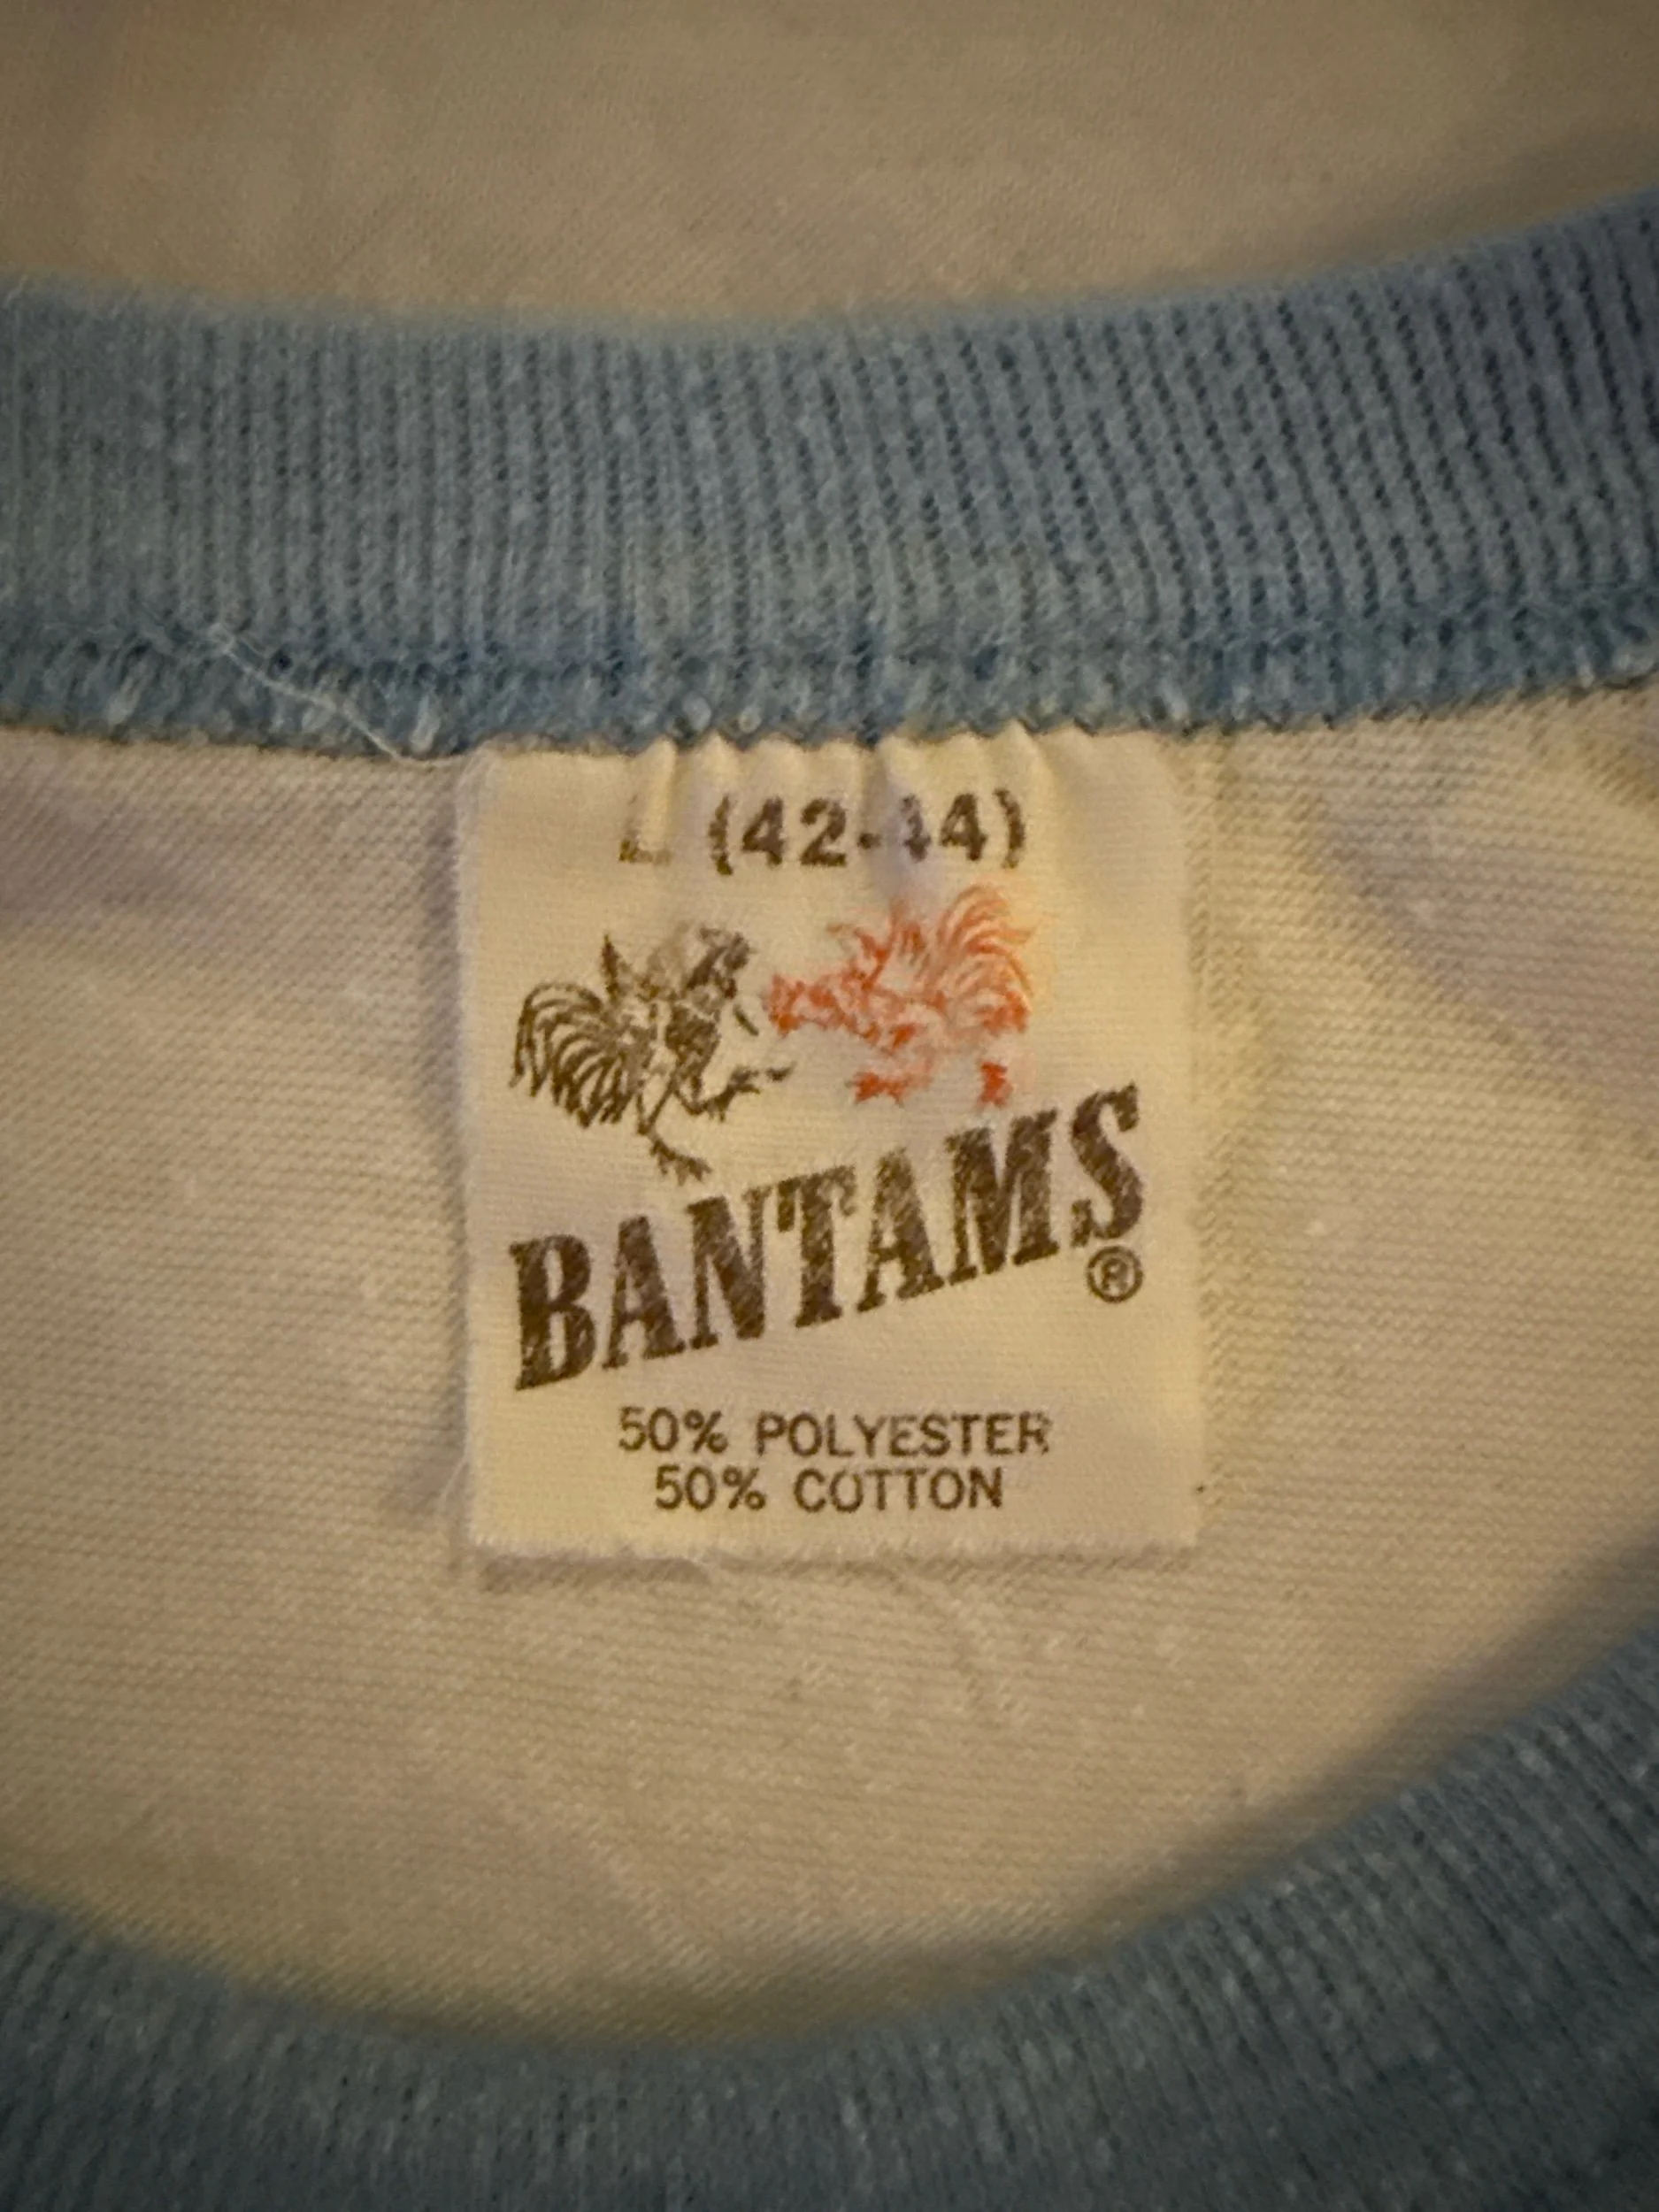 L (42-44)
BANTAMS
®
50% POLYESTER
50% COTTON